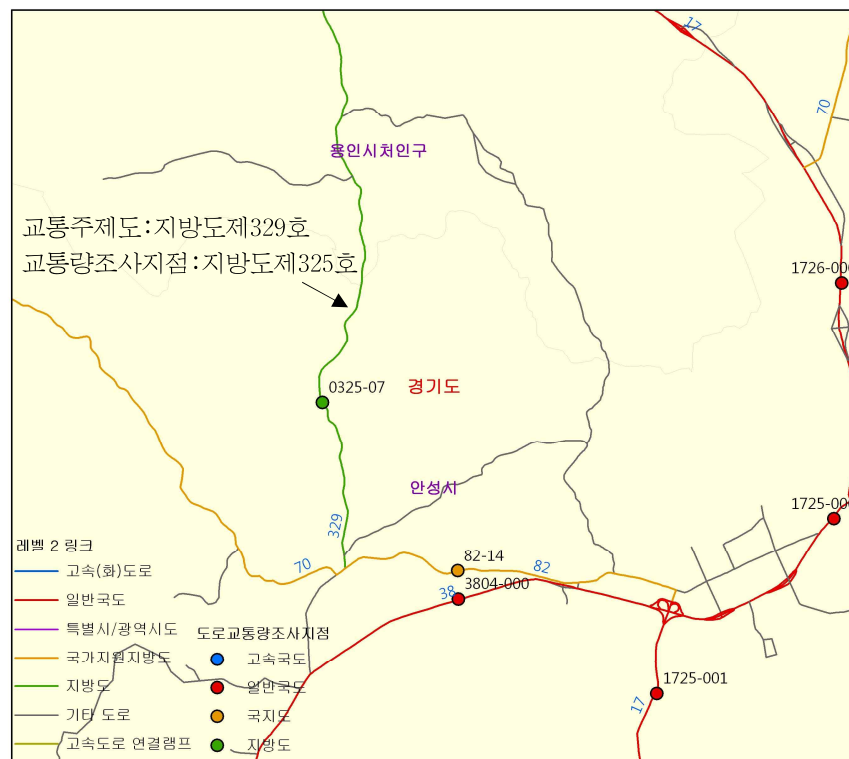 17
70
용인시처인구
교통주제도:지방도제329호
교통량조사지점:지방도제325호
1726-00
0325-07
경기도
안성시
329
1725-00
레벨 2 링크
고속(화)도로
일반국도
특별시/광역시도
국가지원지방도
지방도
기타 도로
고속도로 연결램프
70
82-14
82
38
3804-000
도로교통량조사지점
고속국도
일반국도
국지도
지방도
1725-001
17